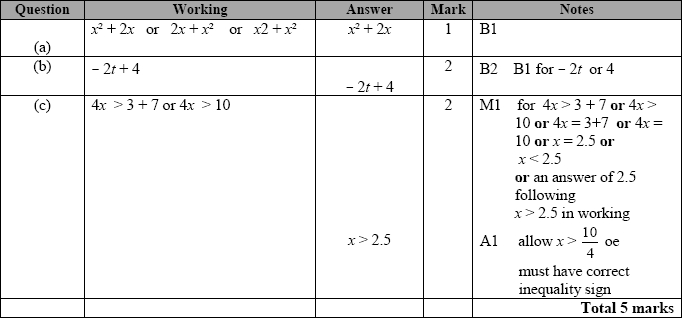 Question Working Answer Mark Notes
x² + 2x or 2x + x² or x2 + x² x² + 2x 1 B1
(a)
(b) – 2t + 4 2 B2 B1 for – 2t or 4
– 2t + 4
(c) 4x > 3 + 7 or 4x > 10 2 M1 for 4x > 3 + 7 or 4x >
10 or 4x = 3+7 or 4x =
10 or x = 2.5 or
x < 2.5
or an answer of 2.5
following
x > 2.5 in working
x > 2.5 A1 allow x > 10/4 oe
must have correct
inequality sign
Total 5 marks